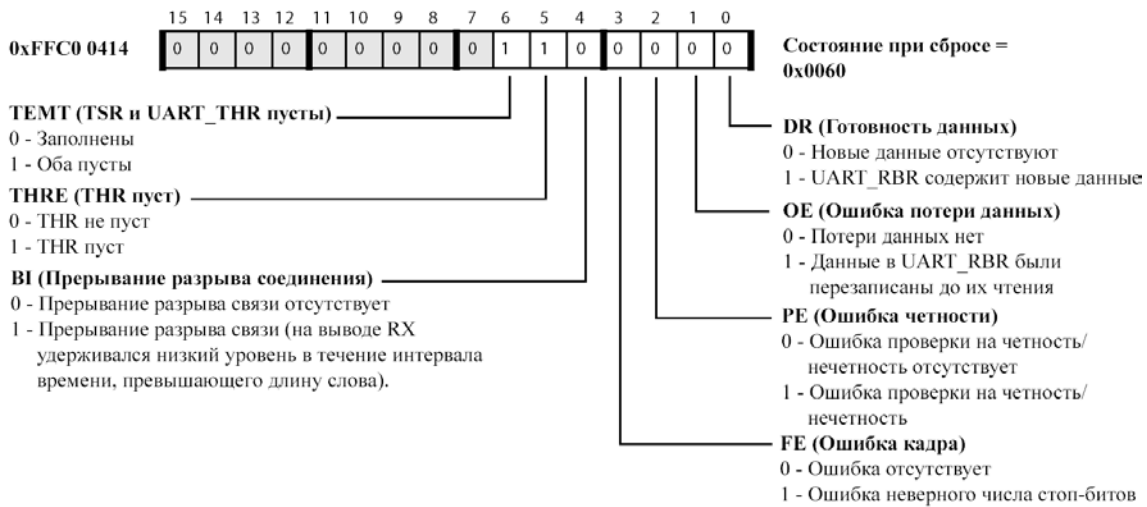 15 14 13 12 11 10 9 8 7 6 5 4 3 2 1 0
0xFFC0 0414
0 0 0 0 0 0 0 0 0 1 1 0 0 0 0 0
Состояние при сбросе =
0x0060
TEMT (TSR и UART_THR пусты)
0 - Заполнены
1 - Оба пусты
THRE (THR пуст)
0 - THR не пуст
1 - THR пуст
BI (Прерывание разрыва соединения)
0 - Прерывание разрыва связи отсутствует
1 - Прерывание разрыва связи (на выводе RX
удерживался низкий уровень в течение интервала
времени, превышающего длину слова).
DR (Готовность данных)
0 - Новые данные отсутствуют
1 - UART_RBR содержит новые данные
OE (Ошибка потери данных)
0 - Потери данных нет
1 - Данные в UART_RBR были
перезаписаны до их чтения
PE (Ошибка четности)
0 - Ошибка проверки на четность/
нечетность отсутствует
1 - Ошибка проверки на четность/
нечетность
FE (Ошибка кадра)
0 - Ошибка отсутствует
1 - Ошибка неверного числа стоп-битов